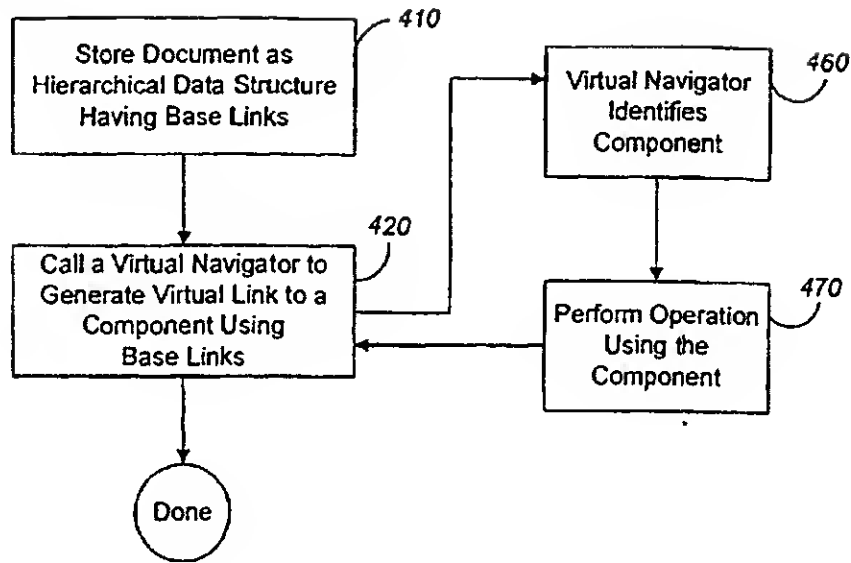 410
Store Document as
Hierarchical Data Structure
Having Base Links
460
Virtual Navigator
Identifies
Component
420
Call a Virtual Navigator to
Generate Virtual Link to a
Component Using
Base Links
470
Perform Operation
Using the
Component
Done